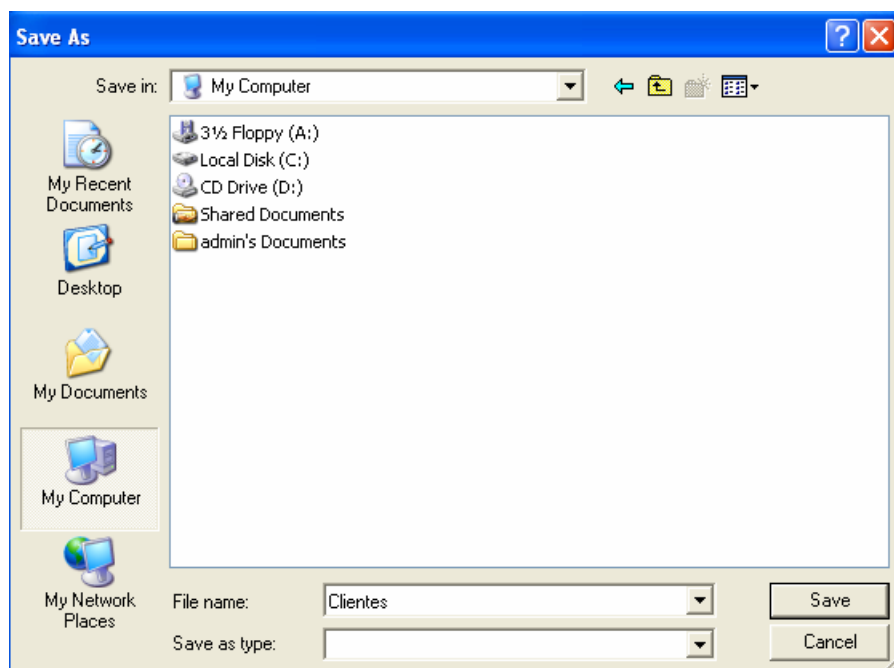 Save As
Save in:
My Computer
3½ Floppy (A:)
Local Disk (C:)
CD Drive (D:)
Shared Documents
admin's Documents
My Recent
Documents
Desktop
My Documents
My Computer
My Network
Places
File name:
Clientes
Save
Save as type:
Cancel